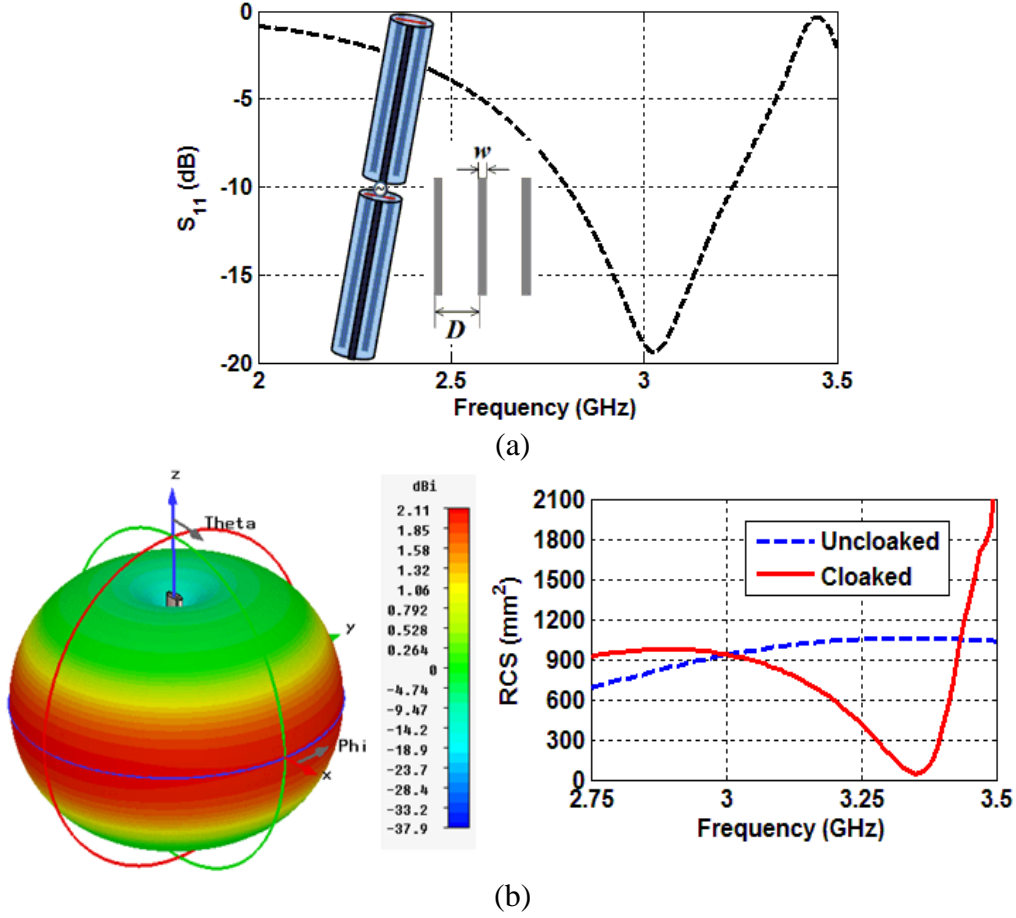 0
-5
-10
-15
-20
S11 (dB)
w
D
2 2.5 3 3.5
Frequency (GHz)
(a)
z
Theta
y
Phi
x
dBi
2.11
1.85
1.58
1.32
1.06
0.792
0.528
0.264
0
-4.74
-9.47
-14.2
-18.9
-23.7
-28.4
-33.2
-37.9
2100
1800
1500
1200
900
600
300
0
RCS (mm2)
Uncloaked
Cloaked
2.75 3 3.25 3.5
Frequency (GHz)
(b)